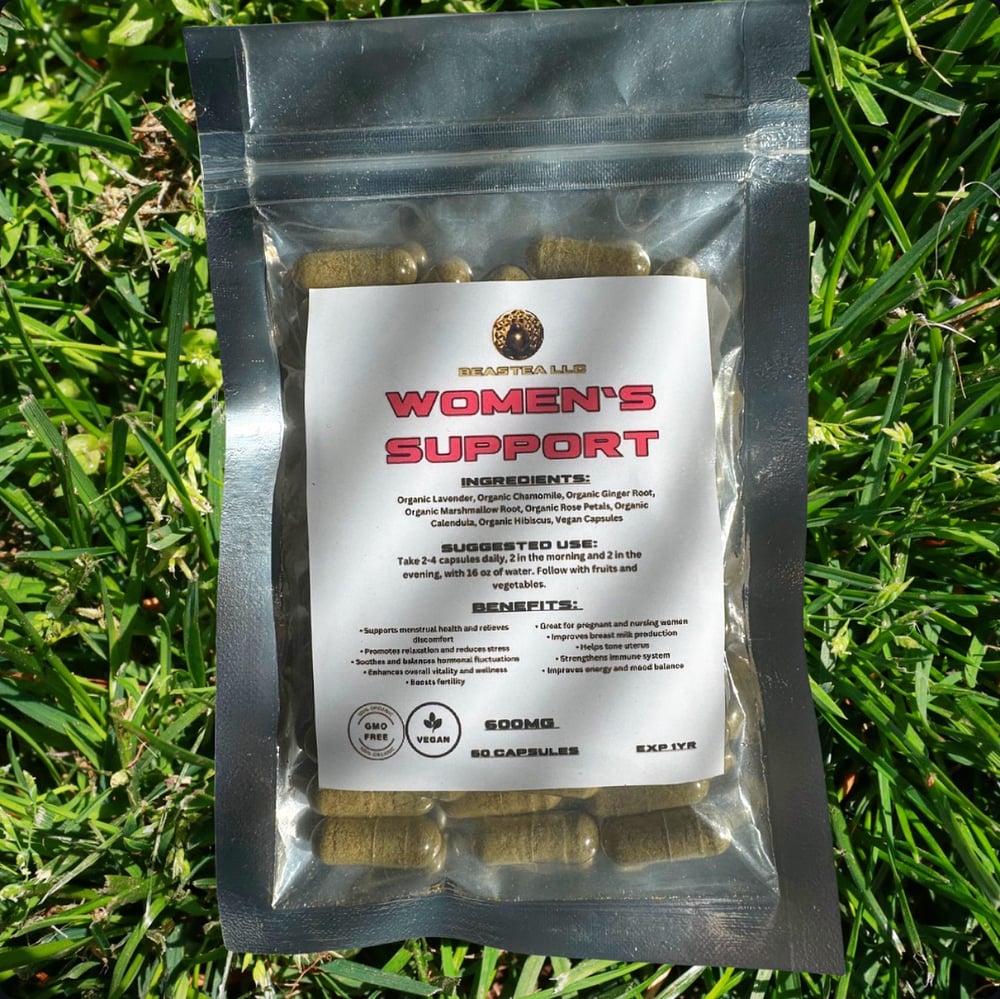 BEASTEA LLC
WOMEN'S
SUPPORT
INGREDIENTS:
Organic Lavender, Organic Chamomile, Organic Ginger Root,
Organic Marshmallow Root, Organic Rose Petals, Organic
Calendula, Organic Hibiscus, Vegan Capsules
SUGGESTED USE:
Take 2-4 capsules daily, 2 in the morning and 2 in the
evening, with 16 oz of water. Follow with fruits and
vegetables.
BENEFITS:
• Supports menstrual health and relieves
discomfort
• Promotes relaxation and reduces stress
• Soothes and balances hormonal fluctuations
• Enhances overall vitality and wellness
• Boosts fertility
• Great for pregnant and nursing women
• Improves breast milk production
• Helps tone uterus
• Strengthens immune system
• Improves energy and mood balance
100% ORGANIC
GMO
FREE
100% ORGANIC
VEGAN
600MG
60 CAPSULES
EXP 1YR